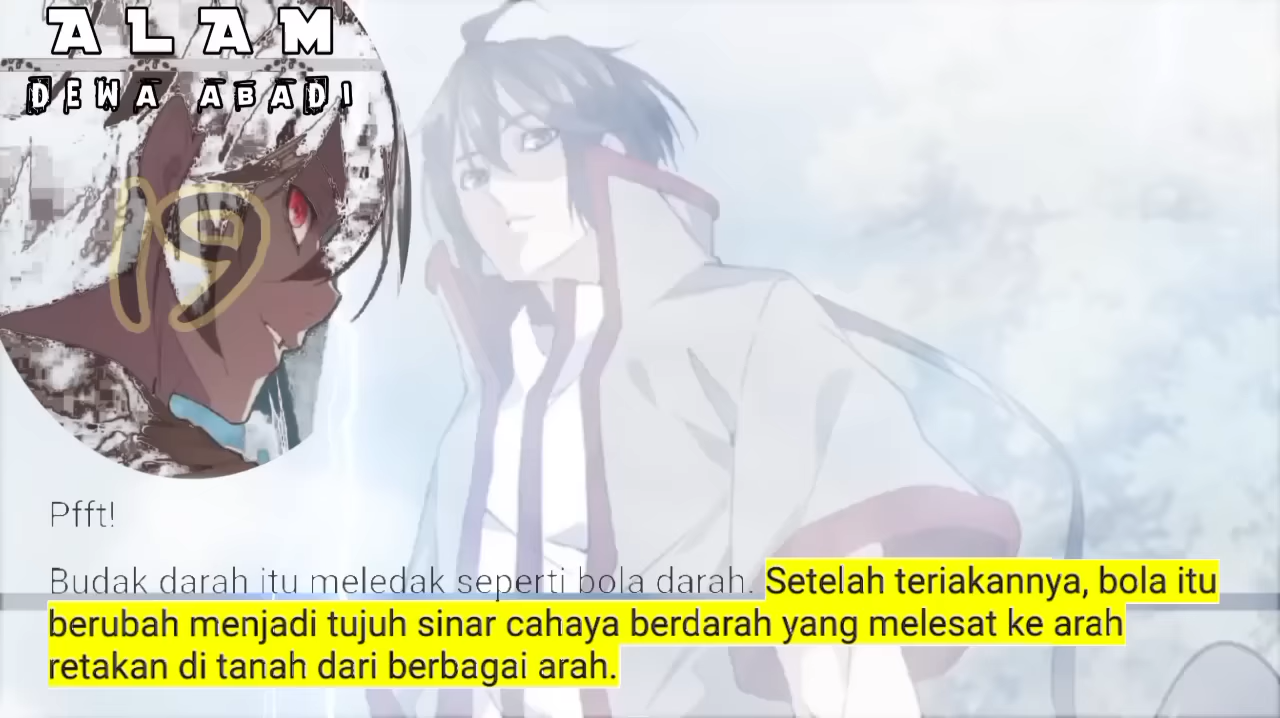 ALAM
DEWA ABADI
19
Pfft!
Budak darah itu meledak seperti bola darah. Setelah teriakannya, bola itu
berubah menjadi tujuh sinar cahaya berdarah yang melesat ke arah
retakan di tanah dari berbagai arah.